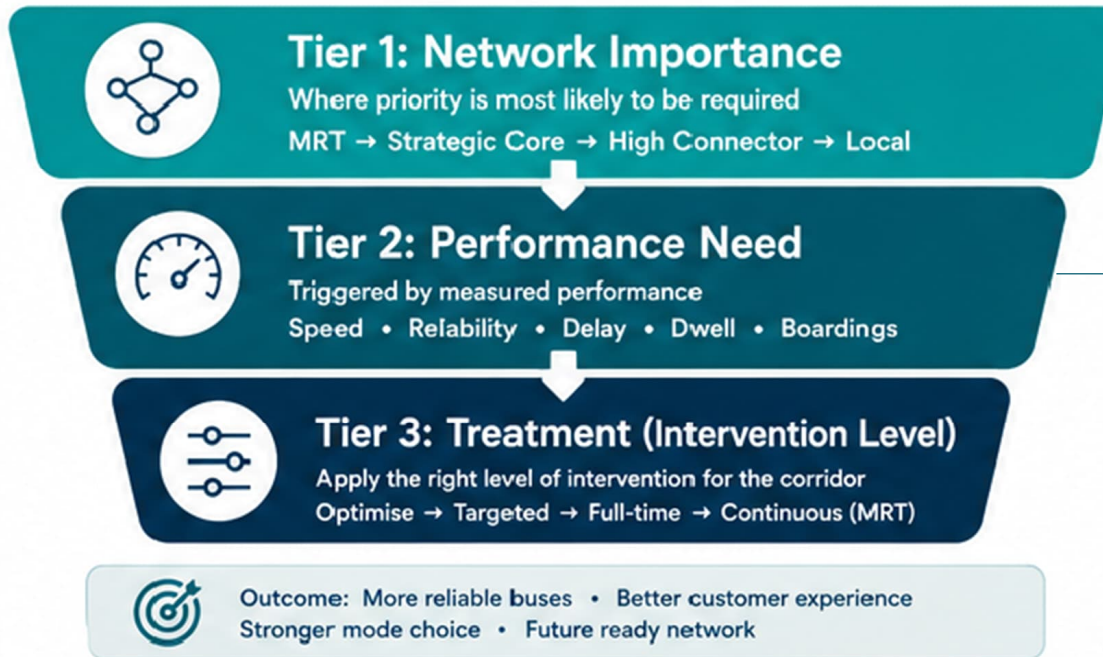 Tier 1: Network Importance
Where priority is most likely to be required
MRT → Strategic Core → High Connector → Local
Tier 2: Performance Need
Triggered by measured performance
Speed • Reliability • Delay • Dwell • Boardings
Tier 3: Treatment (Intervention Level)
Apply the right level of intervention for the corridor
Optimise → Targeted → Full-time → Continuous (MRT)
Outcome: More reliable buses • Better customer experience
Stronger mode choice • Future ready network